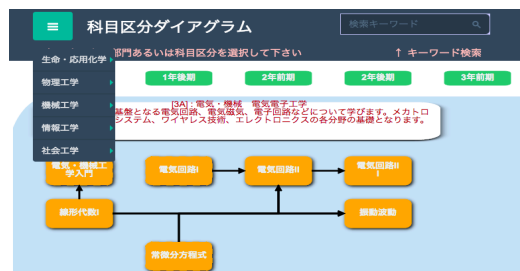 科目区分ダイアグラム
検索キーワード
部門あるいは科目区分を選択して下さい
↑ キーワード検索
生命・応用化学
物理工学
機械工学
情報工学
社会工学
1年後期
2年前期
2年後期
3年前期
[3A] : 電気・機械 電気電子工学
基盤となる電気回路、電気磁気、電子回路などについて学びます。メカトロ
システム、ワイヤレス技術、エレクトロニクスの各分野の基礎となります。
電気・機械工
学入門
電気回路I
電気回路II
電気回路II
I
線形代数I
振動波動
常微分方程式